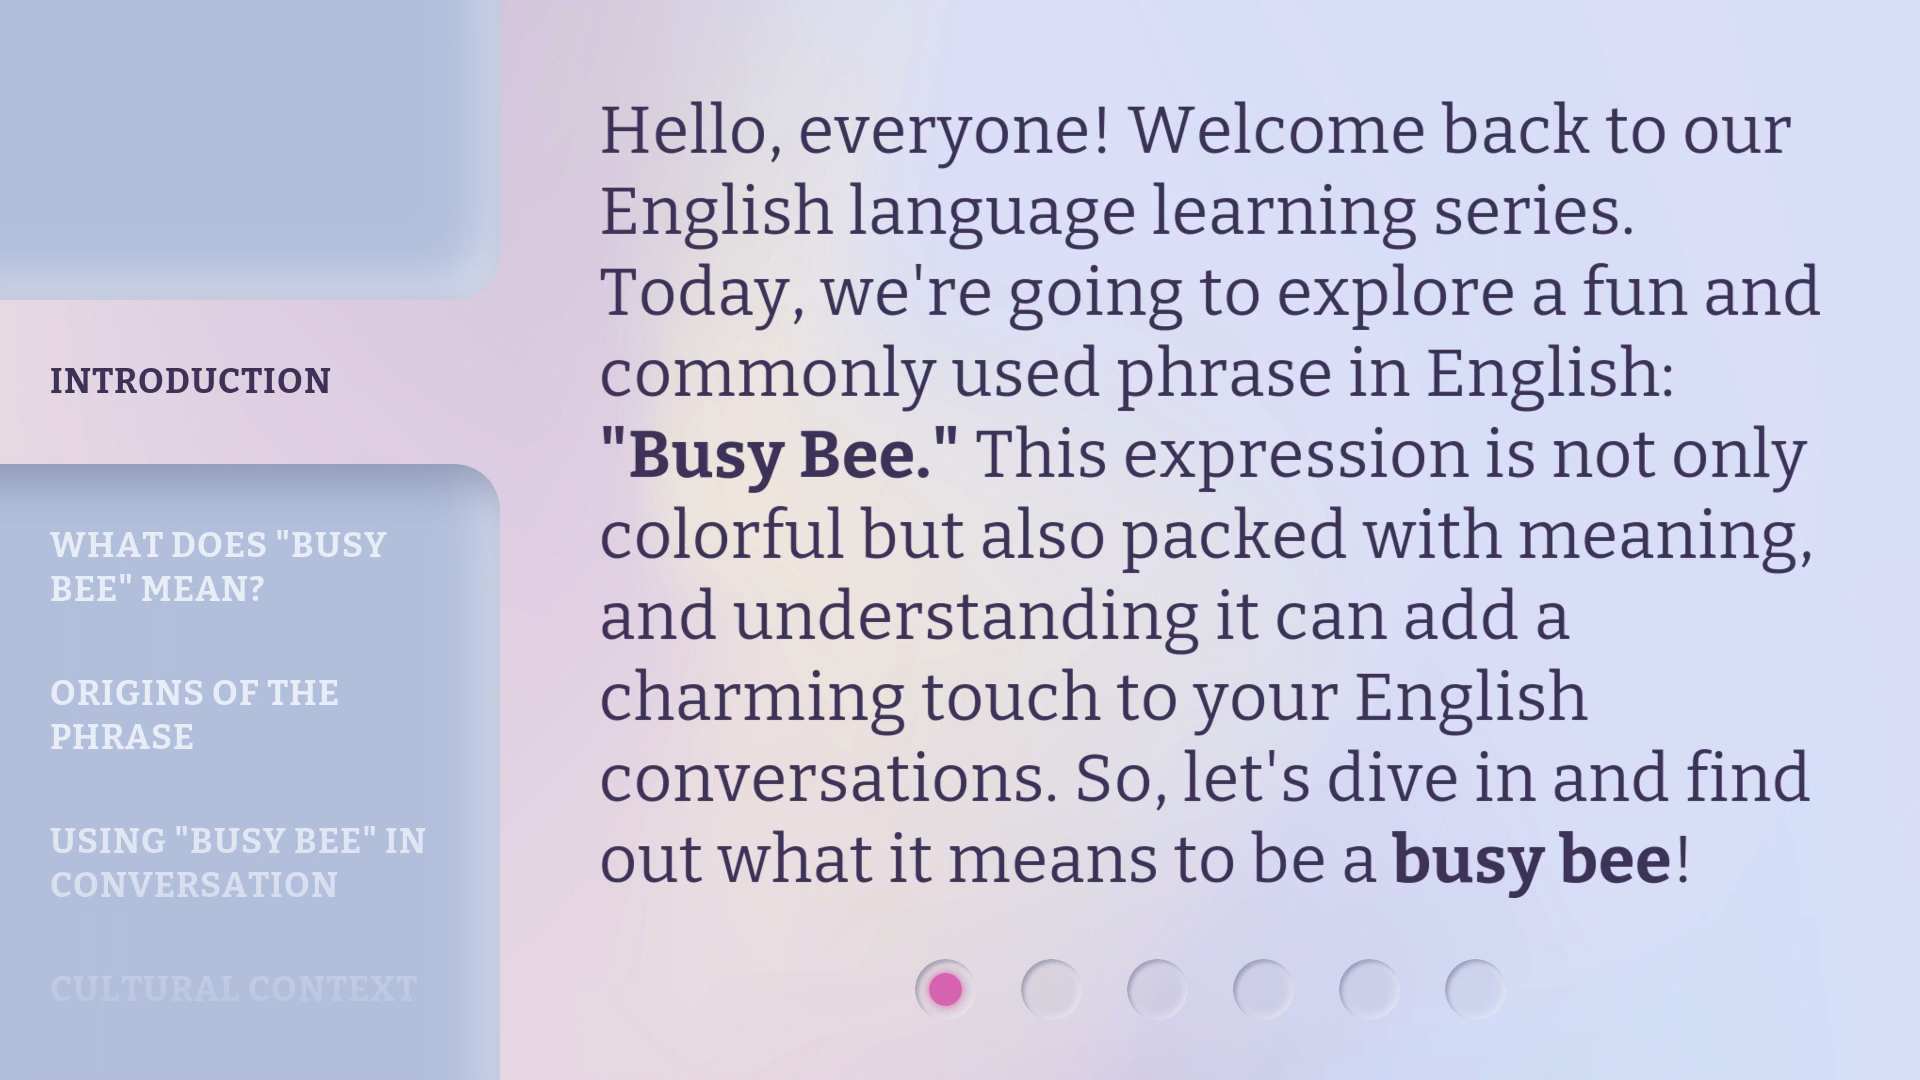 INTRODUCTION
WHAT DOES "BUSY
BEE" MEAN?
ORIGINS OF THE
PHRASE
USING "BUSY BEE" IN
CONVERSATION
CULTURAL CONTEXT
Hello, everyone! Welcome back to our
English language learning series.
Today, we're going to explore a fun and
commonly used phrase in English:
"Busy Bee." This expression is not only
colorful but also packed with meaning,
and understanding it can add a
charming touch to your English
conversations. So, let's dive in and find
out what it means to be a busy bee!